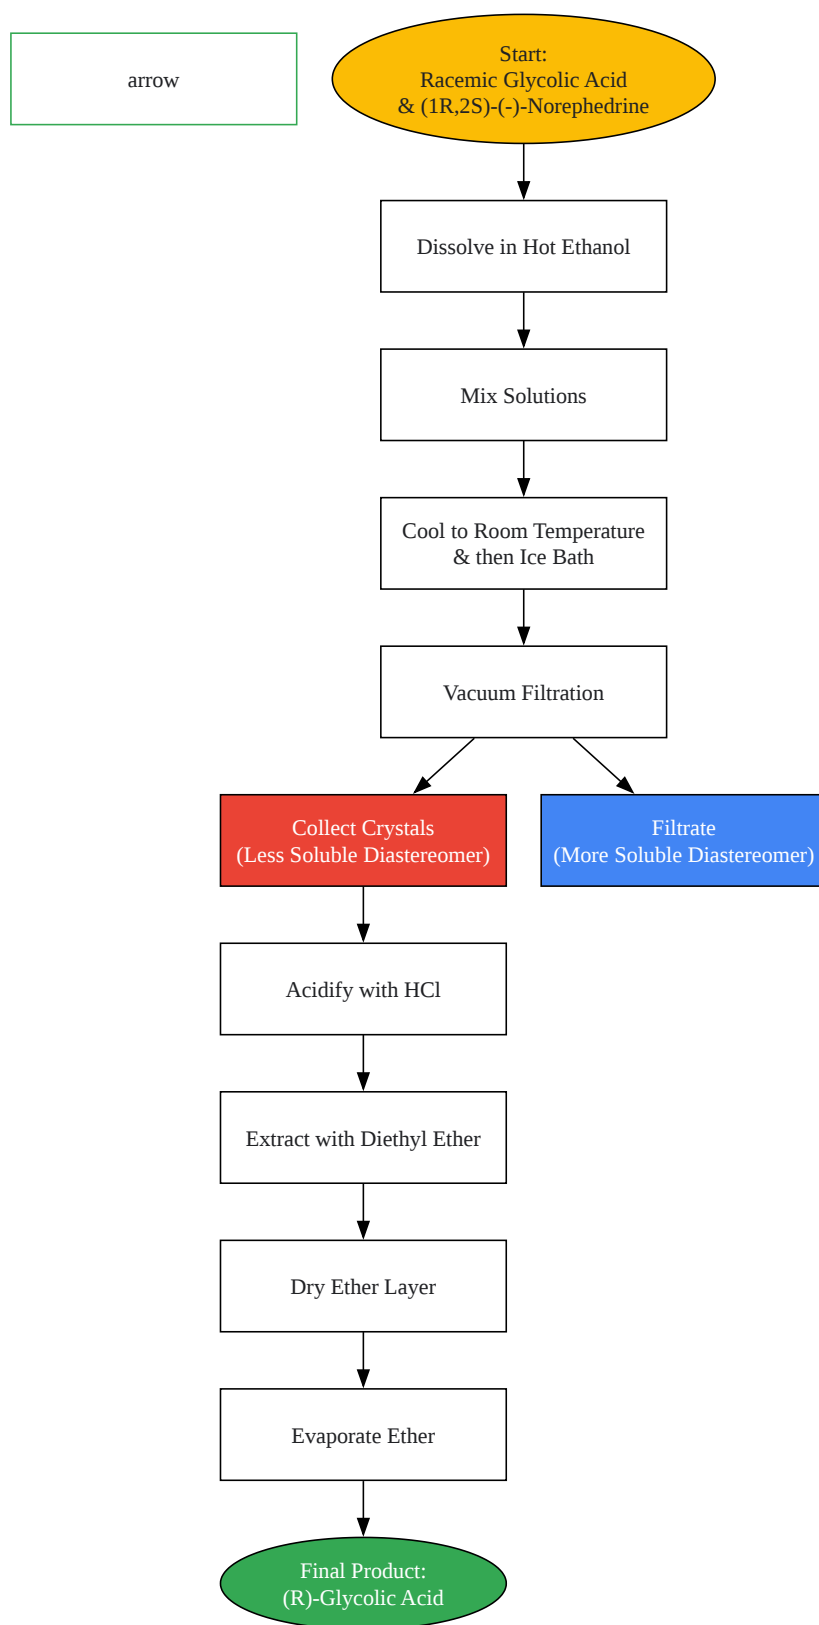 arrow
Start:
Racemic Glycolic Acid
& (1R,2S)-(-)-Norephedrine
Dissolve in Hot Ethanol
Mix Solutions
Cool to Room Temperature
& then Ice Bath
Vacuum Filtration
Collect Crystals
(Less Soluble Diastereomer)
Filtrate
(More Soluble Diastereomer)
Acidify with HCl
Extract with Diethyl Ether
Dry Ether Layer
Evaporate Ether
Final Product:
(R)-Glycolic Acid